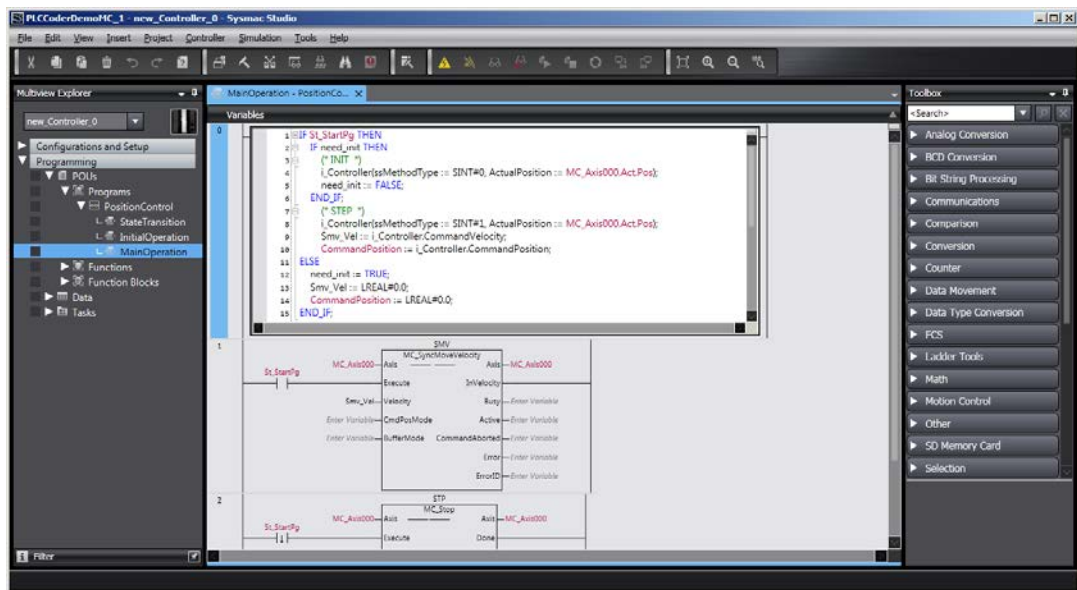 PLCCoderDemoMC_1 - new_Controller_0 - Sysmac Studio
File Edit View Insert Project Controller Simulation Tools Help
Multiview Explorer
new_Controller_0
Configurations and Setup
Programming
POUs
Programs
PositionControl
StateTransition
InitialOperation
MainOperation
Functions
Function Blocks
Data
Tasks
Filter
MainOperation - PositionCo...
Variables
0
1 IF St_StartPg THEN
2 IF need_init THEN
3 (* INIT *)
4 i_Controller(ssMethodType := SINT#0, ActualPosition := MC_Axis000.Act.Pos);
5 need_init := FALSE;
6 END_IF;
7 (* STEP *)
8 i_Controller(ssMethodType := SINT#1, ActualPosition := MC_Axis000.Act.Pos);
9 Smv_Vel := i_Controller.CommandVelocity;
10 CommandPosition := i_Controller.CommandPosition;
11 ELSE
12 need_init := TRUE;
13 Smv_Vel := LREAL#0.0;
14 CommandPosition := LREAL#0.0;
15 END_IF;
1
SMV
MC_SyncMoveVelocity
MC_Axis000 Axis Axis MC_Axis000
St_StartPg
Execute InVelocity
Smv_Vel Velocity Busy Enter Variable
Enter Variable CmdPosMode Active Enter Variable
Enter Variable BufferMode CommandAborted Enter Variable
Error Enter Variable
ErrorID Enter Variable
2
STP
MC_Stop
MC_Axis000 Axis Axis MC_Axis000
St_StartPg
Execute Done
Toolbox
<Search>
Analog Conversion
BCD Conversion
Bit String Processing
Communications
Comparison
Conversion
Counter
Data Movement
Data Type Conversion
FCS
Ladder Tools
Math
Motion Control
Other
SD Memory Card
Selection